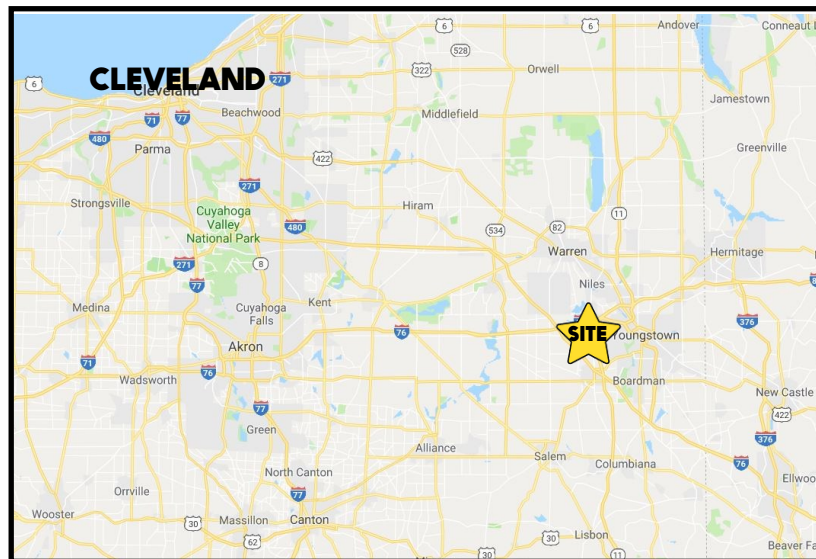 6
6
Andover
Conneaut L
528
CLEVELAND
Cleveland
271
322
Orwell
6
Jamestown
Beachwood
Middlefield
71
77
480
Parma
422
Greenville
271
Strongsville
Cuyahoga
Valley
National Park
Hiram
11
480
534
82
Warren
Hermitage
271
8
77
Niles
Medina
Cuyahoga
Falls
Kent
SITE
Youngstown
376
76
Akron
71
76
Wadsworth
Boardman
New Castle
77
422
Green
376
Alliance
Salem
Columbiana
76
North Canton
Ellwoo
77
Orrville
Wooster
30
Massillon
Canton
62
30
30
Lisbon
11
Beaver Fa